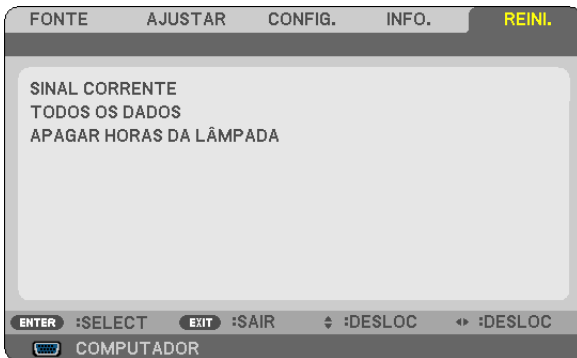 FONTE AJUSTAR CONFIG. INFO. REINI.
SINAL CORRENTE
TODOS OS DADOS
APAGAR HORAS DA LÂMPADA
ENTER :SELECT EXIT :SAIR :DESLOC :DESLOC
COMPUTADOR